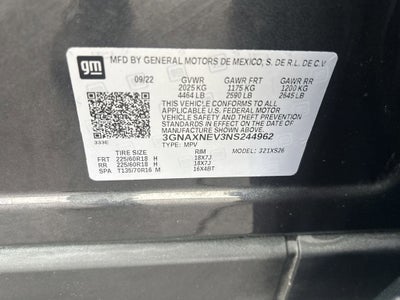 gm MFD BY GENERAL MOTORS DE MEXICO, S. DE R.L. DE C.V
09/22 GVWR GAWR FRT GAWR RR
2025 KG 1175 KG 1200 KG
4464 LB 2590 LB 2645 LB
THIS VEHICLE CONFORMS TO ALL APPLICABLE
U.S. FEDERAL MOTOR VEHICLE SAFETY AND
THEFT PREVENTION STANDARDS IN EFFECT ON
THE DATE OF MANUFACTURE SHOWN ABOVE.
3GNAXNEV3NS244962
333E TYPE: MPV MODEL: 321XS26
TIRE SIZE RIM
FRT 225/60R18 H 18X7J
RR 225/60R18 H 18X7J
SPA T135/70R16 M 16X4BT